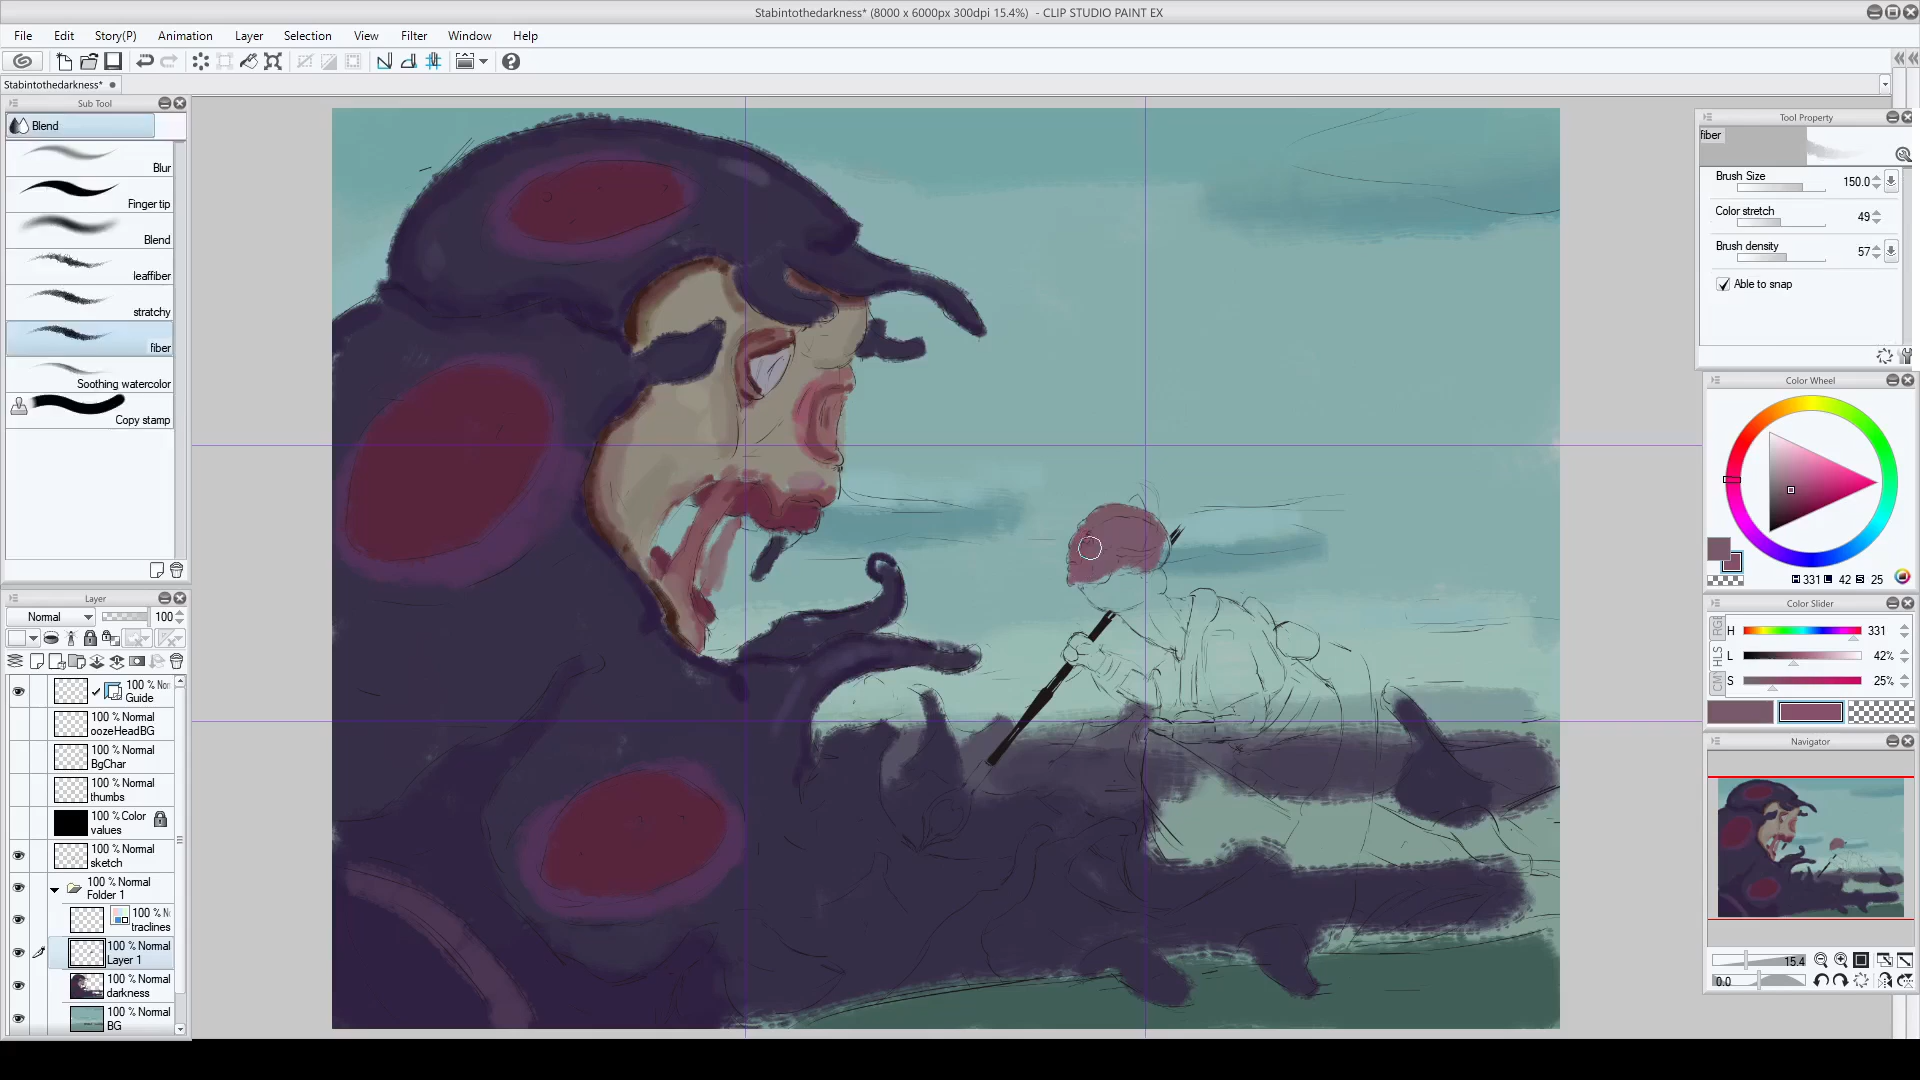 Stabintothedarkness* (8000 x 6000px 300dpi 15.4%) - CLIP STUDIO PAINT EX
File Edit Story(P) Animation Layer Selection View Filter Window Help
Stabintothedarkness*
Sub Tool
Blend
Blur
Finger tip
Blend
leaffiber
stratchy
fiber
Soothing watercolor
Copy stamp
Layer
Normal 100
100 % No
Guide
100 % Normal
oozeHeadBG
100 % Normal
BgChar
100 % Normal
thumbs
100 %Color
values
100 % Normal
sketch
100 % Normal
Folder 1
100 % N
traclines
100 % Normal
Layer 1
100 % Normal
darkness
100 % Normal
BG
Tool Property
fiber
Brush Size 150.0
Color stretch 49
Brush density 57
Able to snap
Color Wheel
H 331 L 42 S 25
Color Slider
H 331
L 42%
S 25%
RGB
HLS
CM
Navigator
15.4
0.0